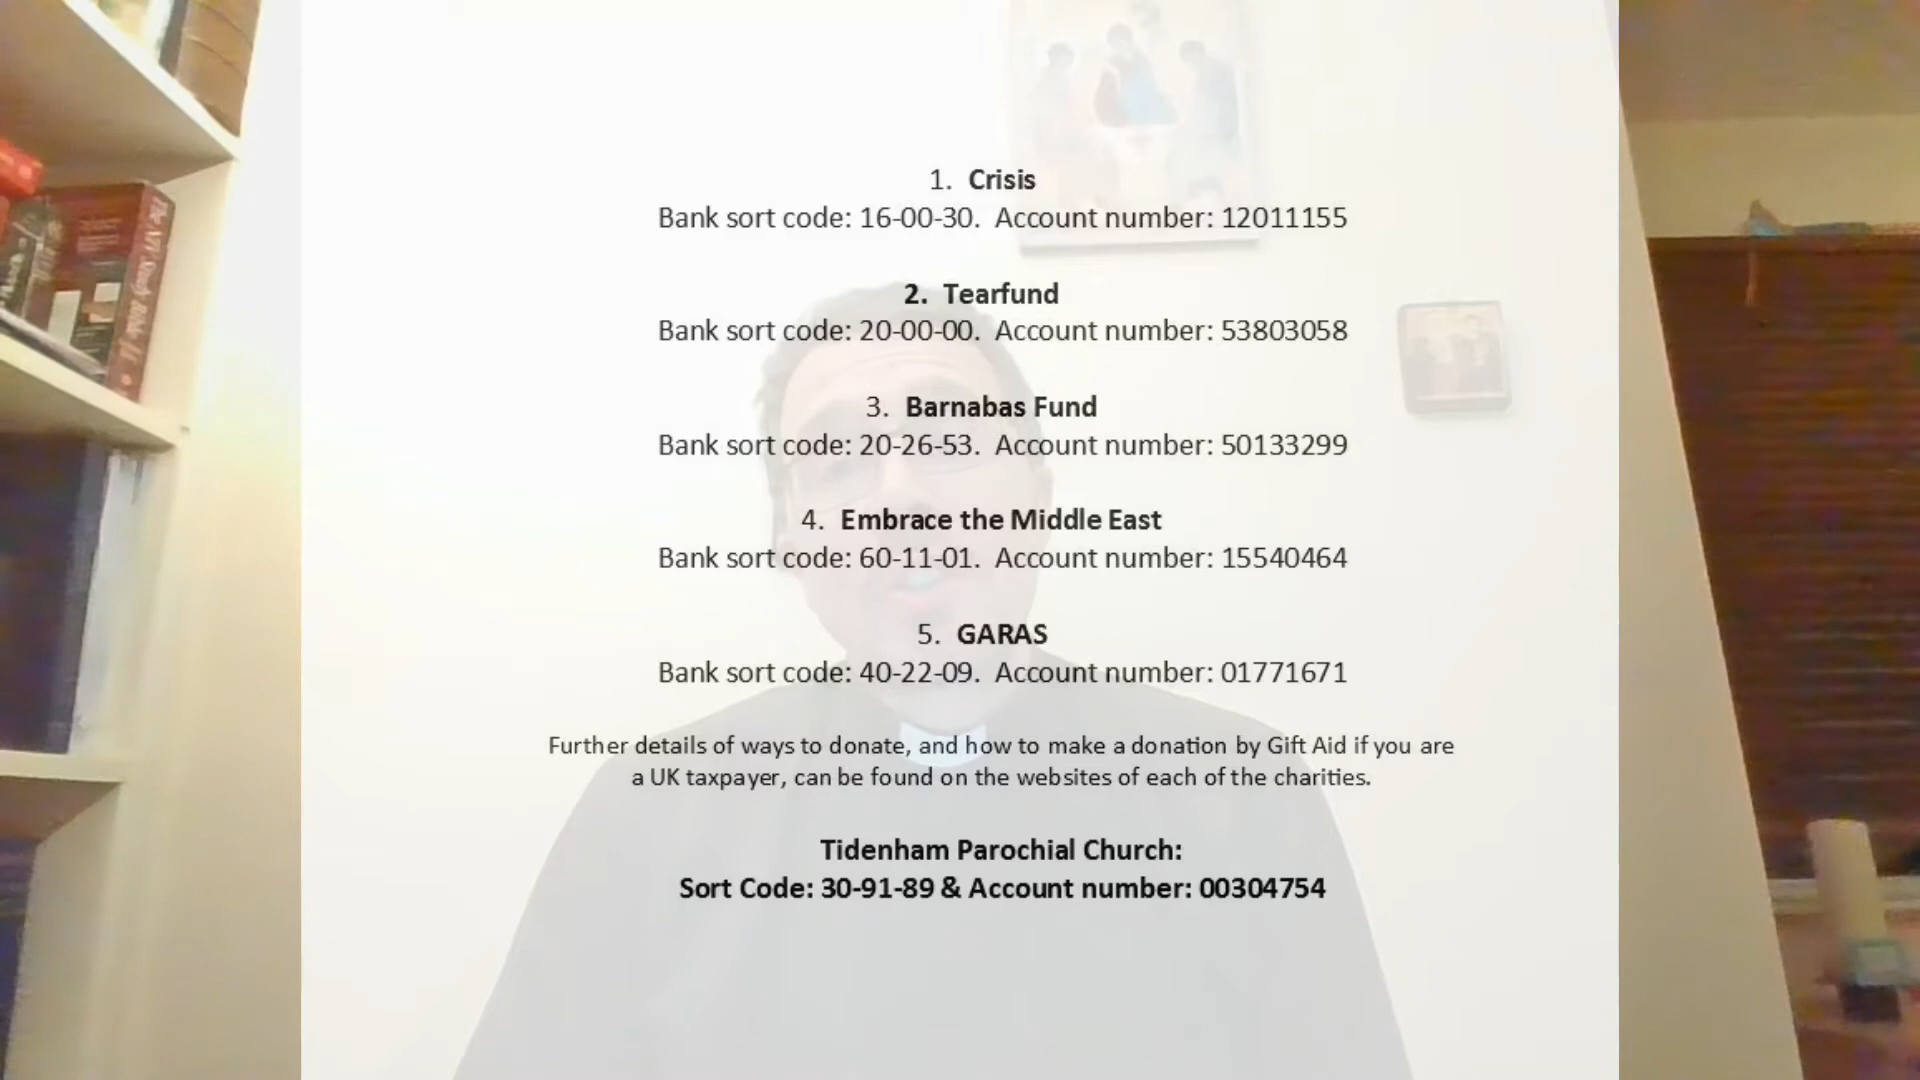 1. Crisis
Bank sort code: 16-00-30. Account number: 12011155
2. Tearfund
Bank sort code: 20-00-00. Account number: 53803058
3. Barnabas Fund
Bank sort code: 20-26-53. Account number: 50133299
4. Embrace the Middle East
Bank sort code: 60-11-01. Account number: 15540464
5. GARAS
Bank sort code: 40-22-09. Account number: 01771671
Further details of ways to donate, and how to make a donation by Gift Aid if you are
a UK taxpayer, can be found on the websites of each of the charities.
Tidenham Parochial Church:
Sort Code: 30-91-89 & Account number: 00304754
The NIV Study Bible